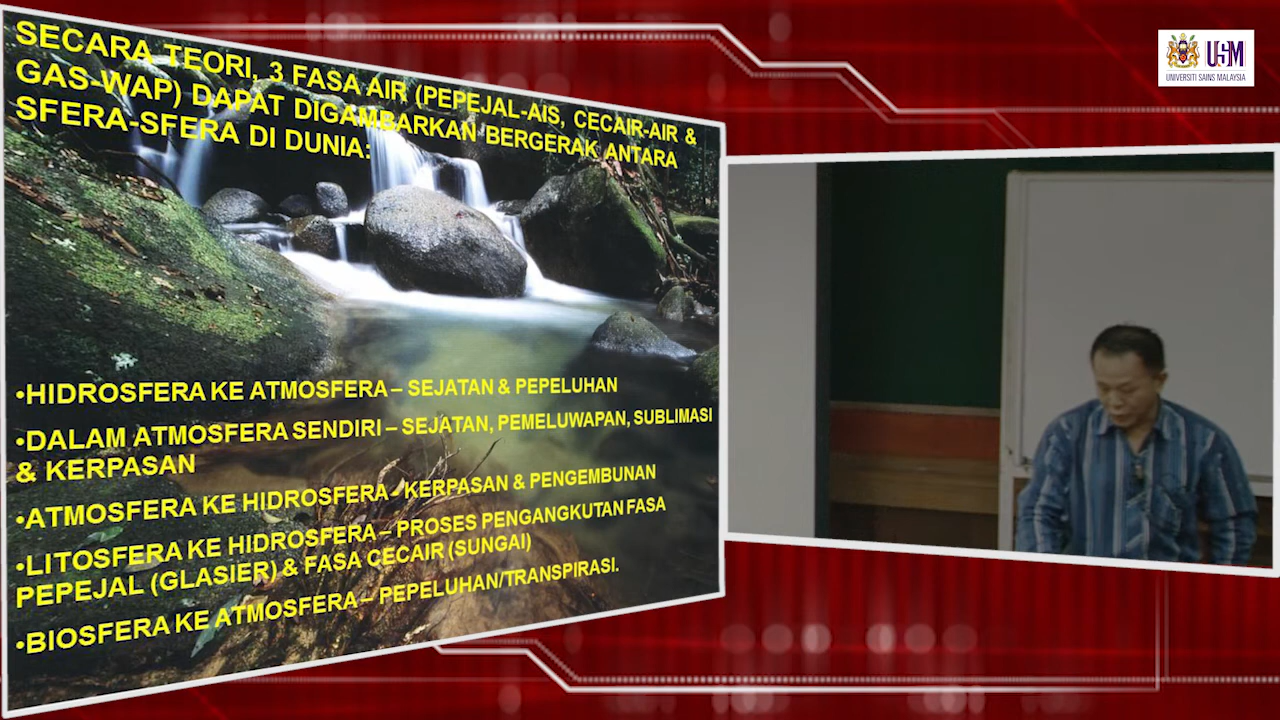 SECARA TEORI, 3 FASA AIR (PEPEJAL-AIS, CECAIR-AIR &
GAS-WAP) DAPAT DIGAMBARKAN BERGERAK ANTARA
SFERA-SFERA DI DUNIA:
•HIDROSFERA KE ATMOSFERA – SEJATAN & PEPELUHAN
•DALAM ATMOSFERA SENDIRI – SEJATAN, PEMELUWAPAN, SUBLIMASI
& KERPASAN
•ATMOSFERA KE HIDROSFERA - KERPASAN & PENGEMBUNAN
•LITOSFERA KE HIDROSFERA – PROSES PENGANGKUTAN FASA
PEPEJAL (GLASIER) & FASA CECAIR (SUNGAI)
•BIOSFERA KE ATMOSFERA – PEPELUHAN/TRANSPIRASI.
USM
UNIVERSITI SAINS MALAYSIA